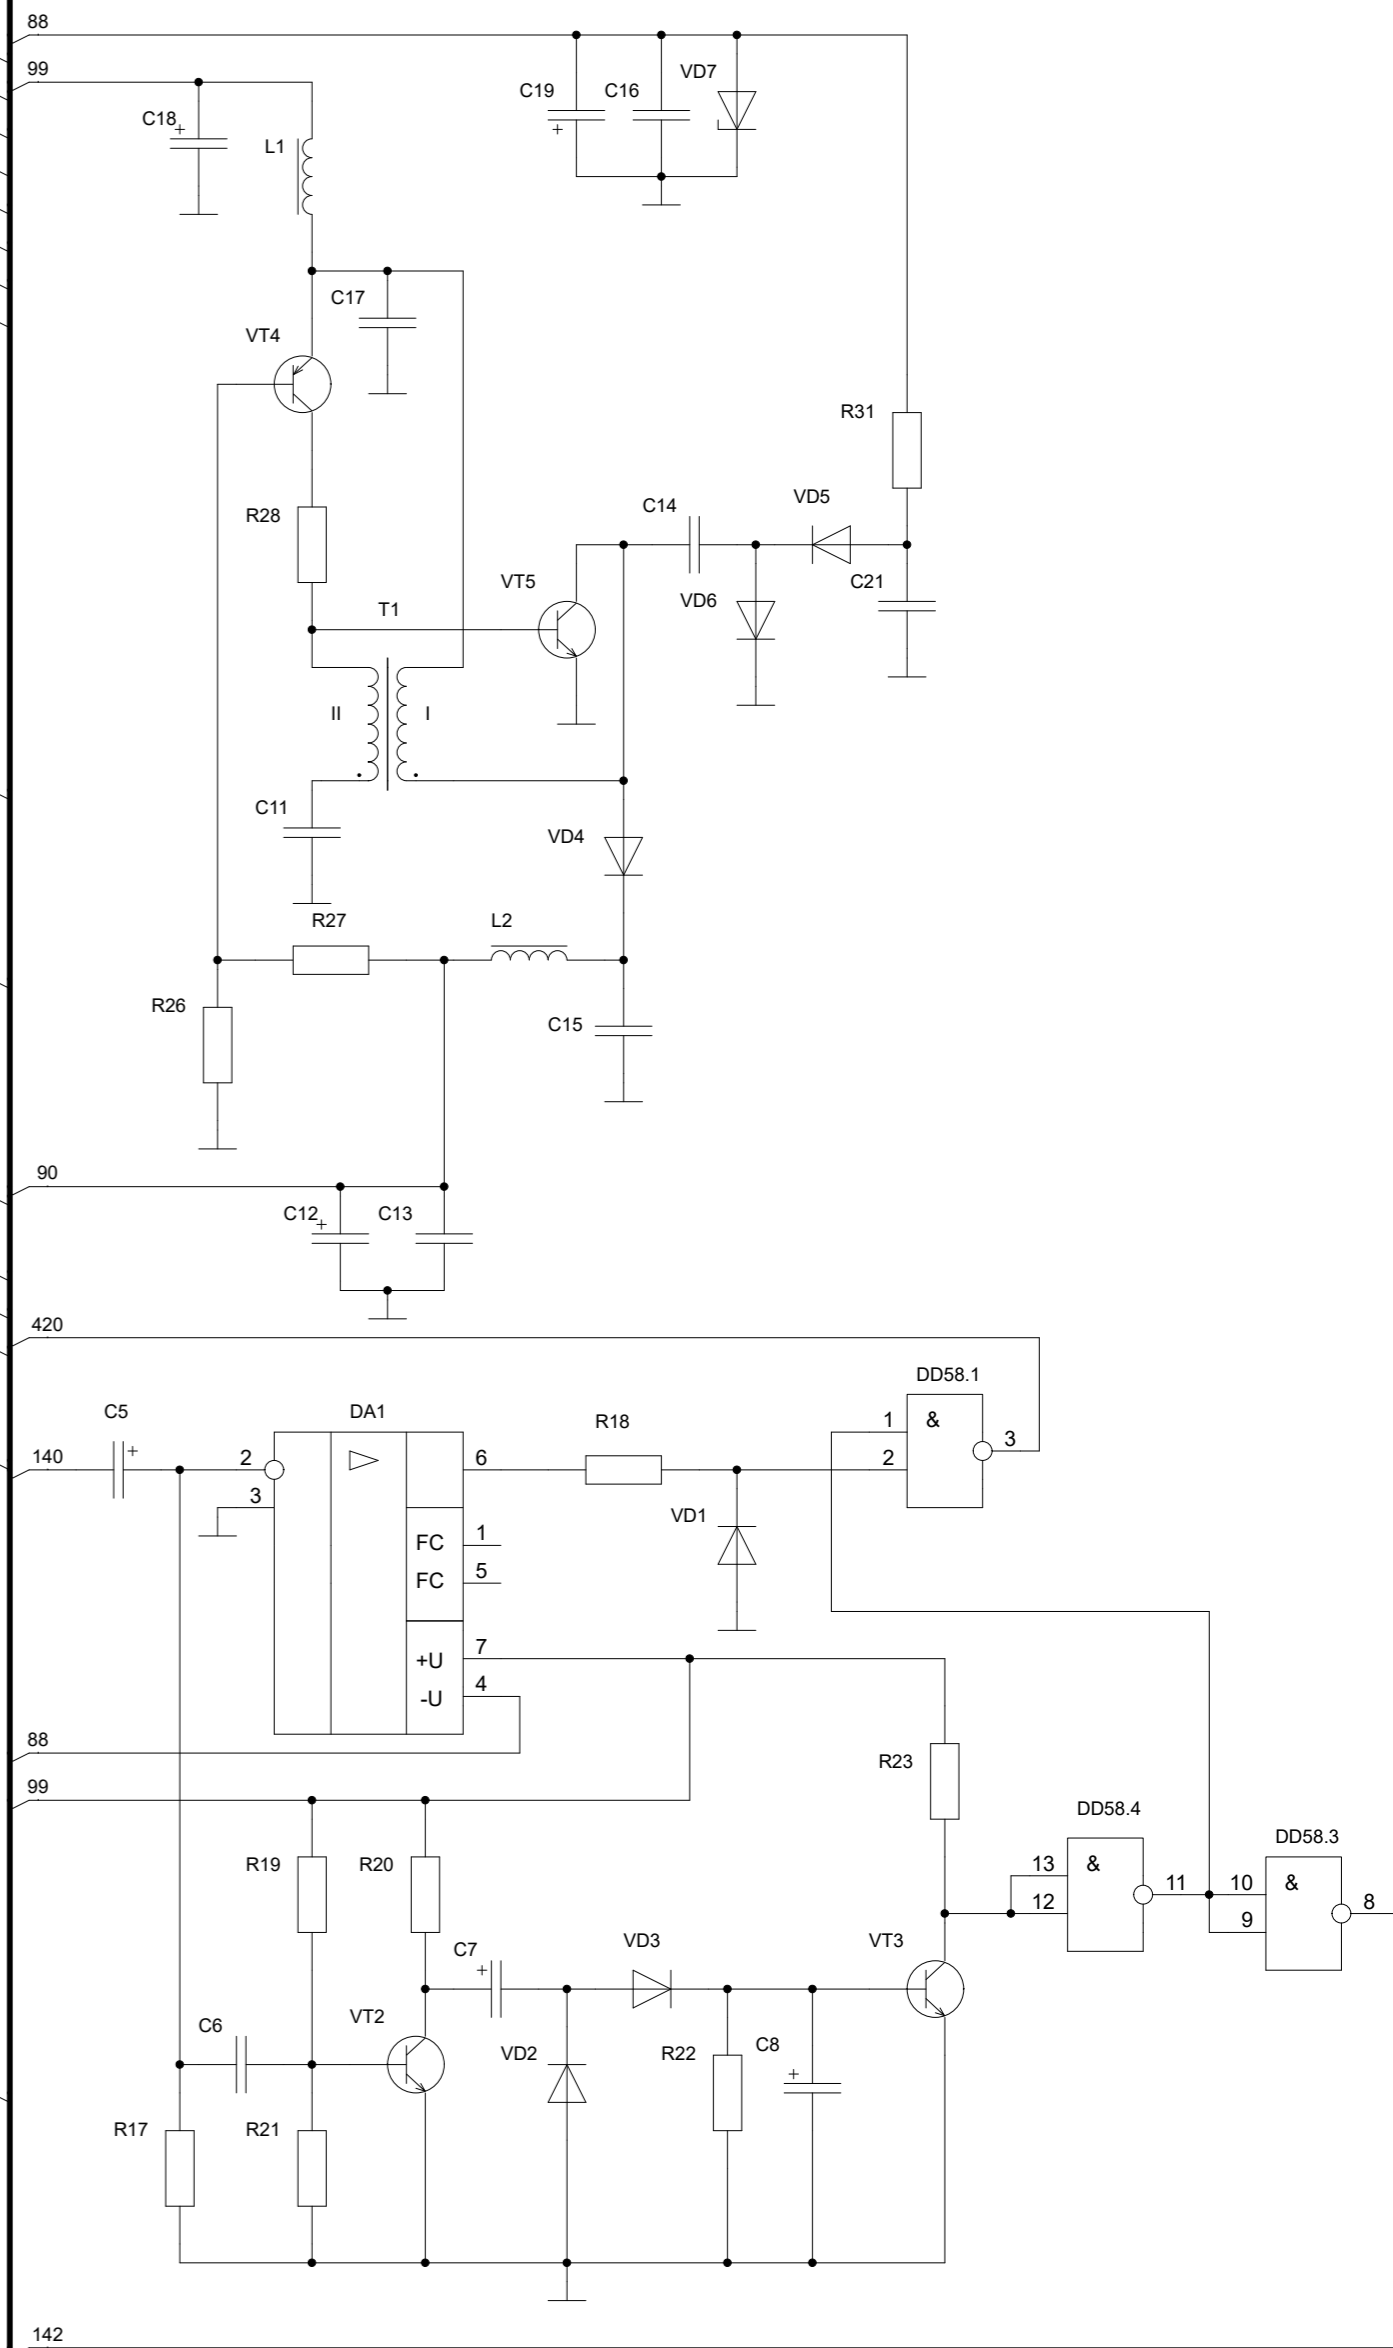 88
99
C18
+
L1
C19
+
C16
VD7
C17
VT4
R31
R28
VT5
T1
C14
VD5
VD6
C21
II
I
C11
VD4
R27
L2
R26
C15
90
C12
+
C13
420
DD58.1
C5
+
DA1
R18
1
&
3
140
2
6
2
3
VD1
FC
1
FC
5
+U
7
-U
4
88
R23
99
DD58.4
DD58.3
R19
R20
13
&
11
10
&
12
9
8
C7
+
VD3
VT3
VT2
C6
VD2
R22
C8
+
R17
R21
142